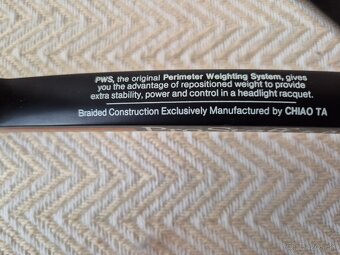 PWS, the original Perimeter Weighting System, gives
you the advantage of repositioned weight to provide
extra stability, power and control in a headlight racquet.
Braided Construction Exclusively Manufactured by CHIAO TA